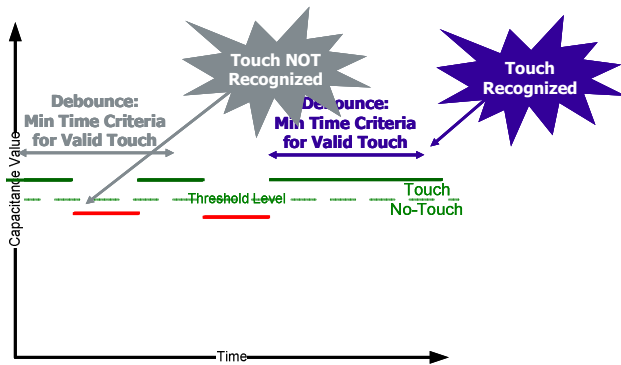 Touch NOT
Recognized
Touch
Recognized
Debounce:
Min Time Criteria
for Valid Touch
Debounce:
Min Time Criteria
for Valid Touch
Capacitance Value
Touch
Threshold Level
No-Touch
Time